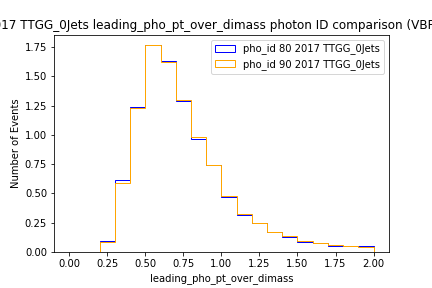 017 TTGG_0Jets leading_pho_pt_over_dimass photon ID comparison (VBF
pho_id 80 2017 TTGG_0Jets
pho_id 90 2017 TTGG_0Jets
Number of Events
1.75
1.50
1.25
1.00
0.75
0.50
0.25
0.00
0.00 0.25 0.50 0.75 1.00 1.25 1.50 1.75 2.00
leading_pho_pt_over_dimass